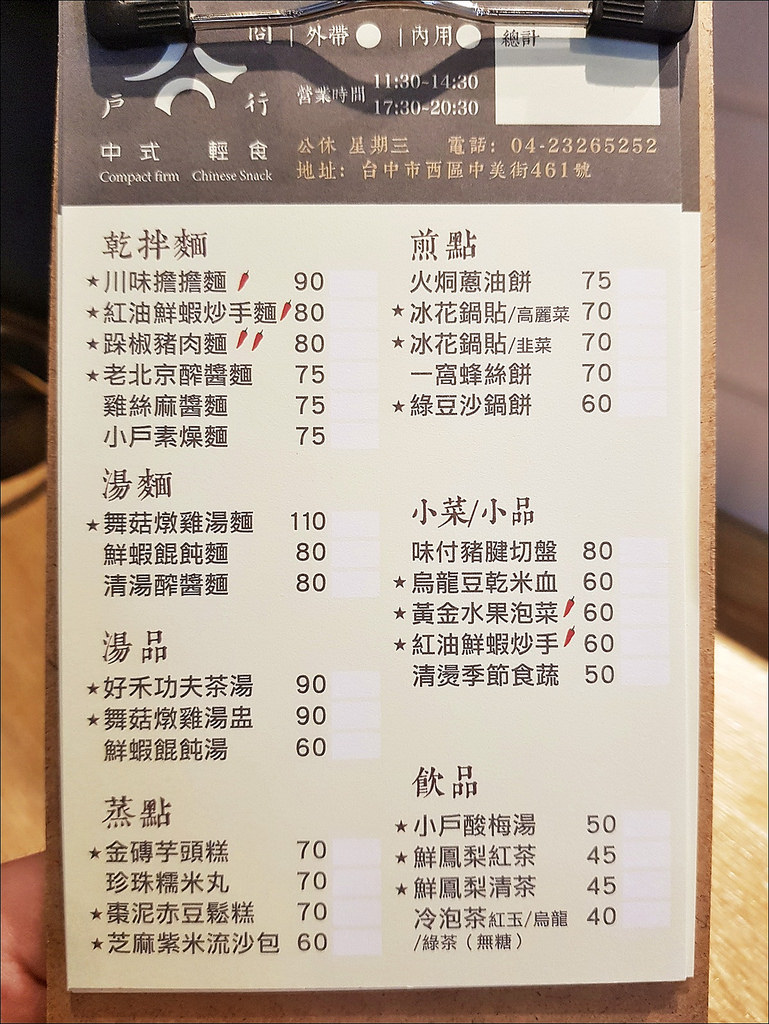 問 | 外帶 | 內用 總計
戶 行
營業時間 11:30-14:30
17:30-20:30
中式 輕食
Compact firm Chinese Snack
公休 星期三 電話: 04-23265252
地址: 台中市西區中美街461號
乾拌麵
★川味擔擔麵 90
★紅油鮮蝦炒手麵 80
★跺椒豬肉麵 80
★老北京醡醬麵 75
雞絲麻醬麵 75
小戶素燥麵 75
湯麵
★舞菇燉雞湯麵 110
鮮蝦餛飩麵 80
清湯醡醬麵 80
湯品
★好禾功夫茶湯 90
★舞菇燉雞湯盅 90
鮮蝦餛飩湯 60
蒸點
★金磚芋頭糕 70
珍珠糯米丸 70
★棗泥赤豆鬆糕 70
★芝麻紫米流沙包 60
煎點
火烔蔥油餅 75
★冰花鍋貼/高麗菜 70
★冰花鍋貼/韭菜 70
一窩蜂絲餅 70
★綠豆沙鍋餅 60
小菜/小品
味付豬腱切盤 80
★烏龍豆乾米血 60
★黃金水果泡菜 60
★紅油鮮蝦炒手 60
清燙季節食蔬 50
飲品
★小戶酸梅湯 50
★鮮鳳梨紅茶 45
★鮮鳳梨清茶 45
冷泡茶紅玉/烏龍 40
/綠茶（無糖）